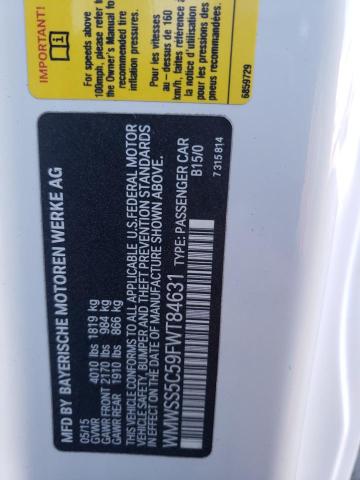 IMPORTANT!
For speeds above
100mph, please refer to
the Owner's Manual for
recommended tire
inflation pressures.
Pour les vitesses
au - dessus de 160
km/h, faites référence à
la notice d'utilisation
pour les pressions des
pneus recommandées.
6859729
MFD BY BAYERISCHE MOTOREN WERKE AG
05/15
GVWR 4010 lbs 1819 kg
GAWR FRONT 2170 lbs 984 kg
GAWR REAR 1910 lbs 866 kg
THIS VEHICLE CONFORMS TO ALL APPLICABLE U.S. FEDERAL MOTOR
VEHICLE SAFETY, BUMPER AND THEFT PREVENTION STANDARDS
IN EFFECT ON THE DATE OF MANUFACTURE SHOWN ABOVE.
WMWSS5C59FWT84631 TYPE: PASSENGER CAR
B15/0
7 315 814